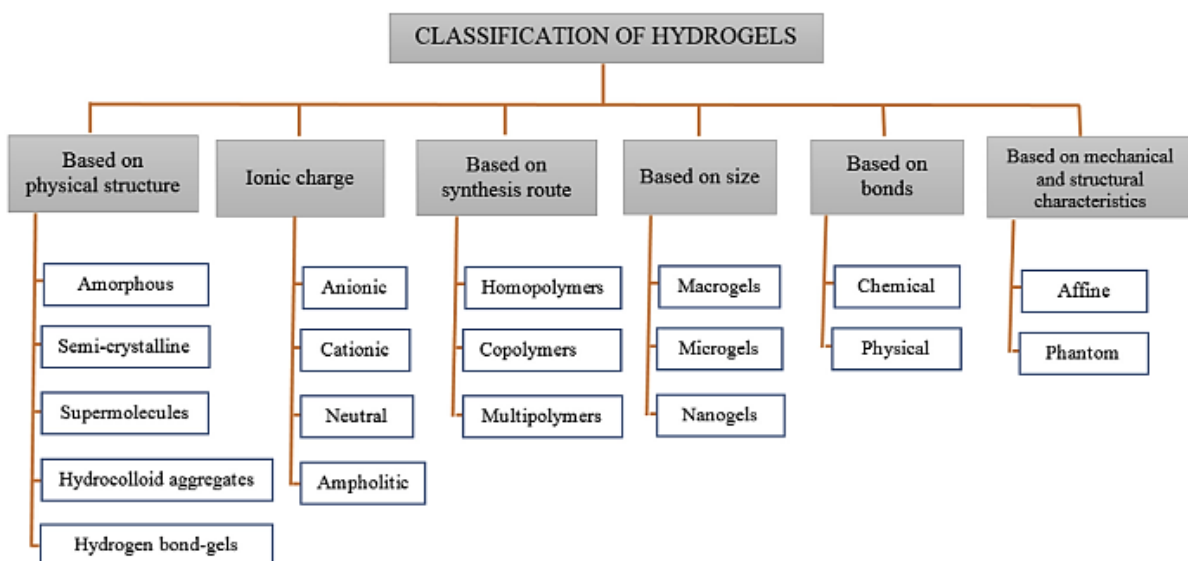 CLASSIFICATION OF HYDROGELS
Based on
physical structure
Amorphous
Semi-crystalline
Supermolecules
Hydrocolloid aggregates
Hydrogen bond-gels
Ionic charge
Anionic
Cationic
Neutral
Ampholitic
Based on
synthesis route
Homopolymers
Copolymers
Multipolymers
Based on size
Macrogels
Microgels
Nanogels
Based on
bonds
Chemical
Physical
Based on mechanical
and structural
characteristics
Affine
Phantom